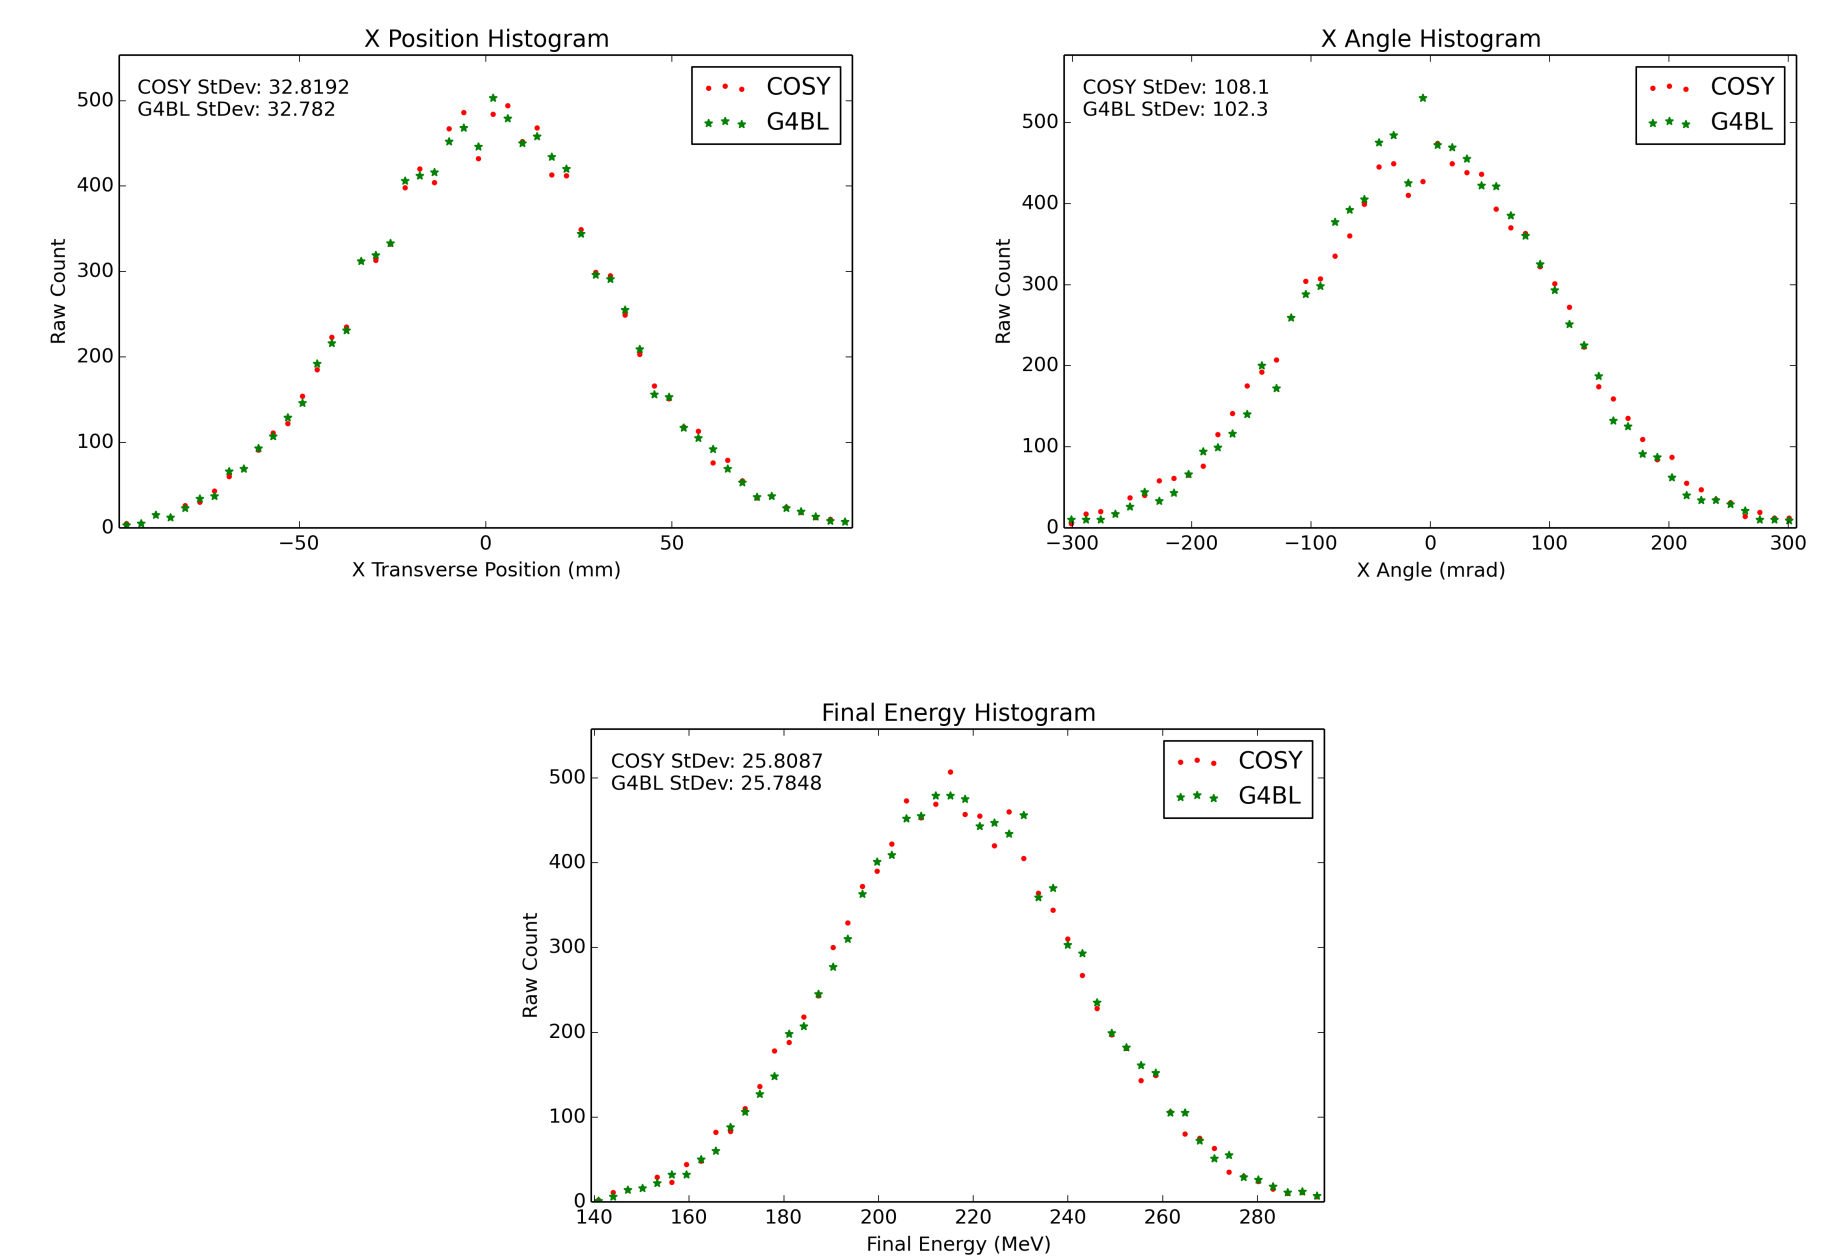 X Position Histogram
COSY StDev: 32.8192
G4BL StDev: 32.782
COSY
G4BL
Raw Count
500
400
300
200
100
0
−50
0
50
X Transverse Position (mm)
X Angle Histogram
COSY StDev: 108.1
G4BL StDev: 102.3
COSY
G4BL
Raw Count
500
400
300
200
100
0
−300
−200
−100
0
100
200
300
X Angle (mrad)
Final Energy Histogram
COSY StDev: 25.8087
G4BL StDev: 25.7848
COSY
G4BL
Raw Count
500
400
300
200
100
0
140
160
180
200
220
240
260
280
Final Energy (MeV)